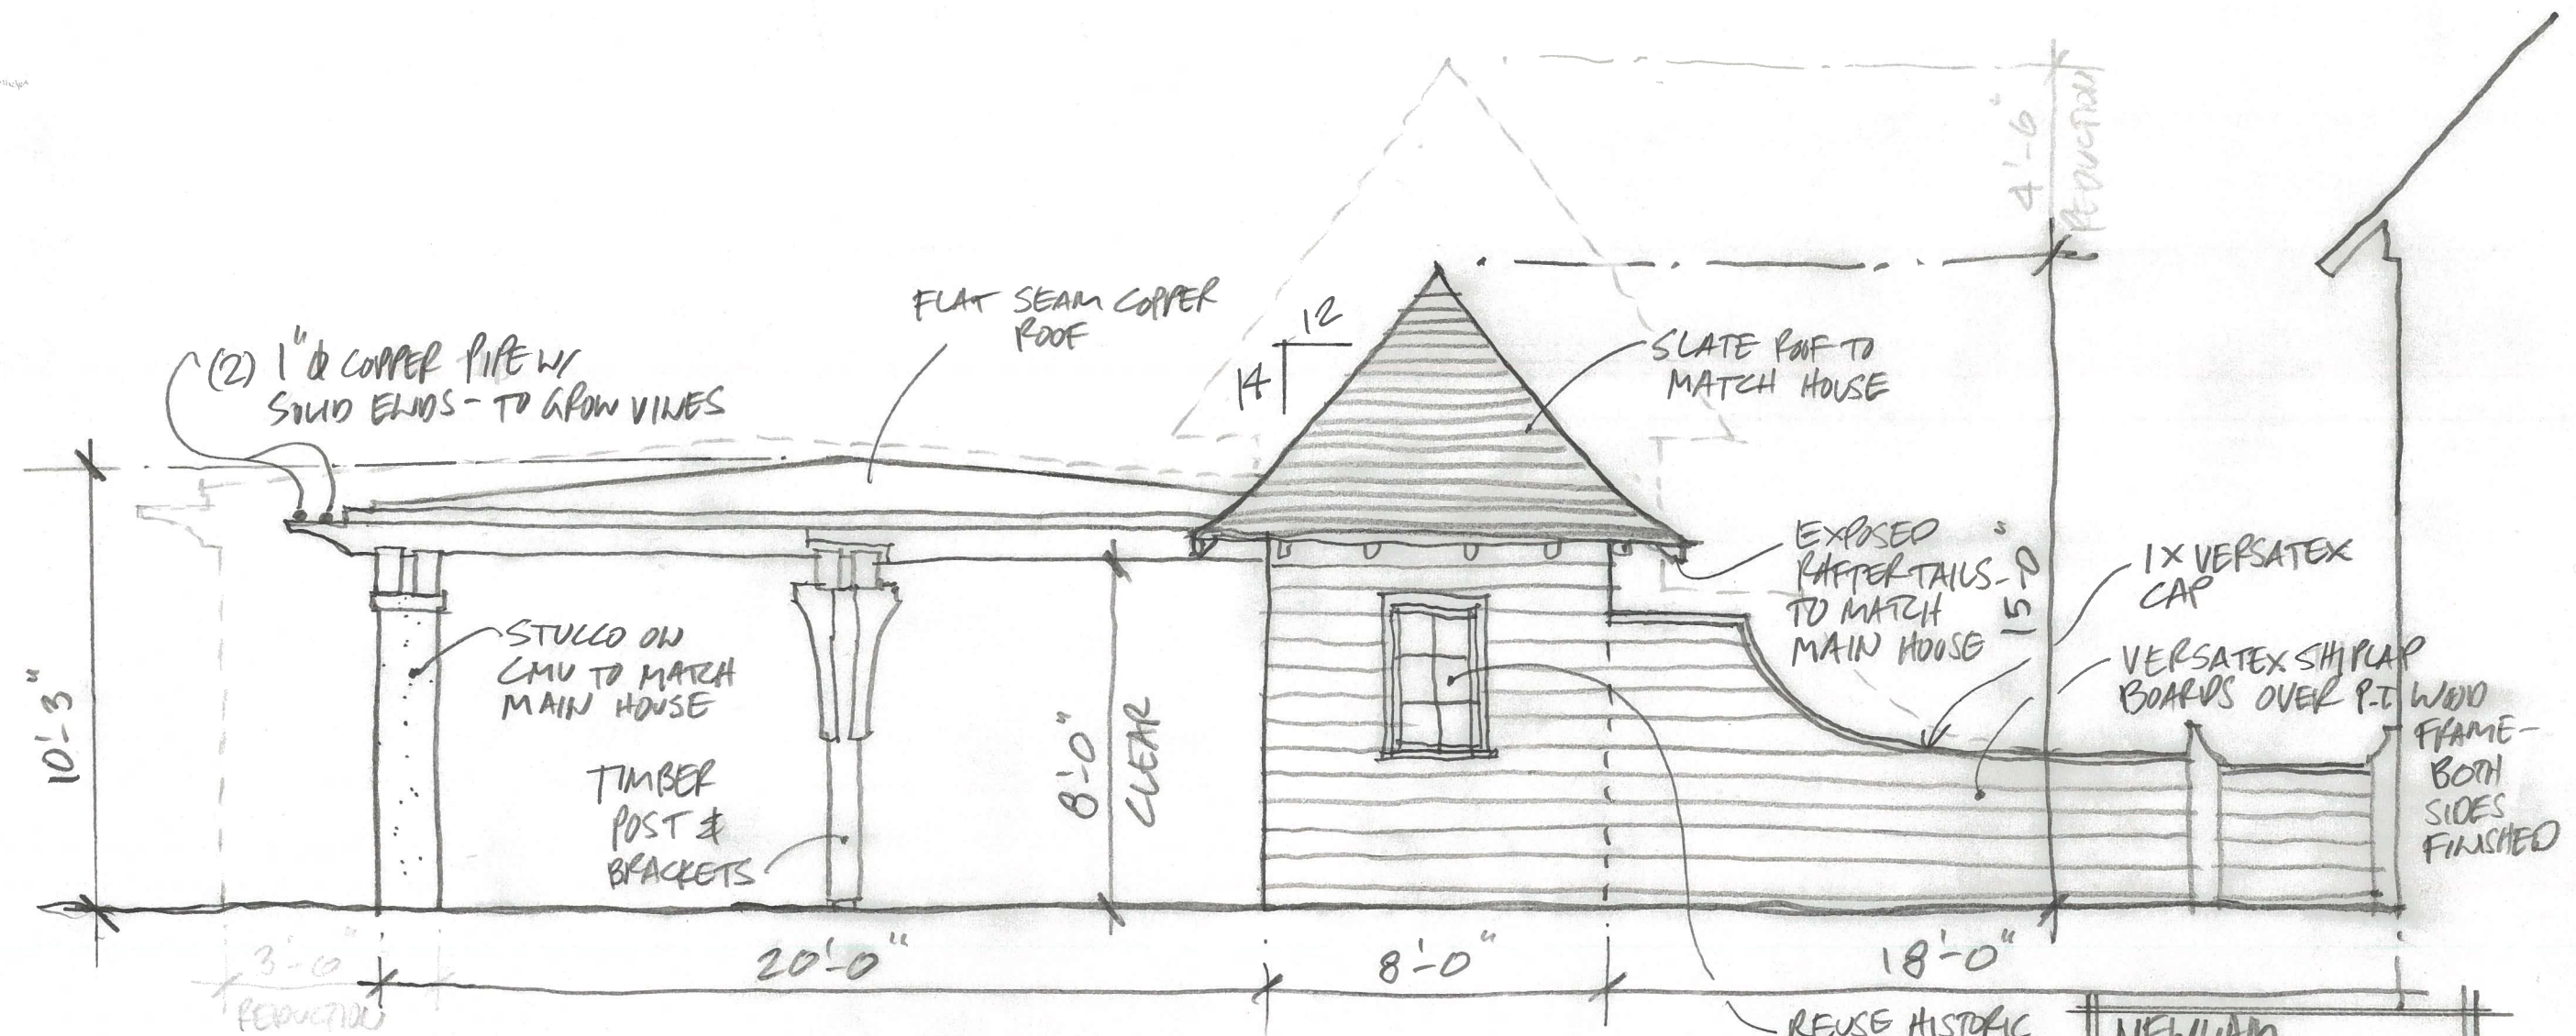 4'-6"
REDUCTION
FLAT SEAM COPPER
ROOF
12
14
SLATE ROOF TO
MATCH HOUSE
(2) 1"⌀ COPPER PIPE W/
SOLID ENDS - TO GROW VINES
EXPOSED
RAFTER TAILS -
TO MATCH
MAIN HOUSE
15'-0"
1X VERSATEX
CAP
VERSATEX SHIPLAP
BOARDS OVER P.T WOOD
FRAME -
BOTH
SIDES
FINISHED
STUCCO ON
CMU TO MATCH
MAIN HOUSE
10'-3"
TIMBER
POST &
BRACKETS
8'-0"
CLEAR
3'-6"
REDUCTION
20'-0"
8'-0"
18'-0"
REUSE HISTORIC